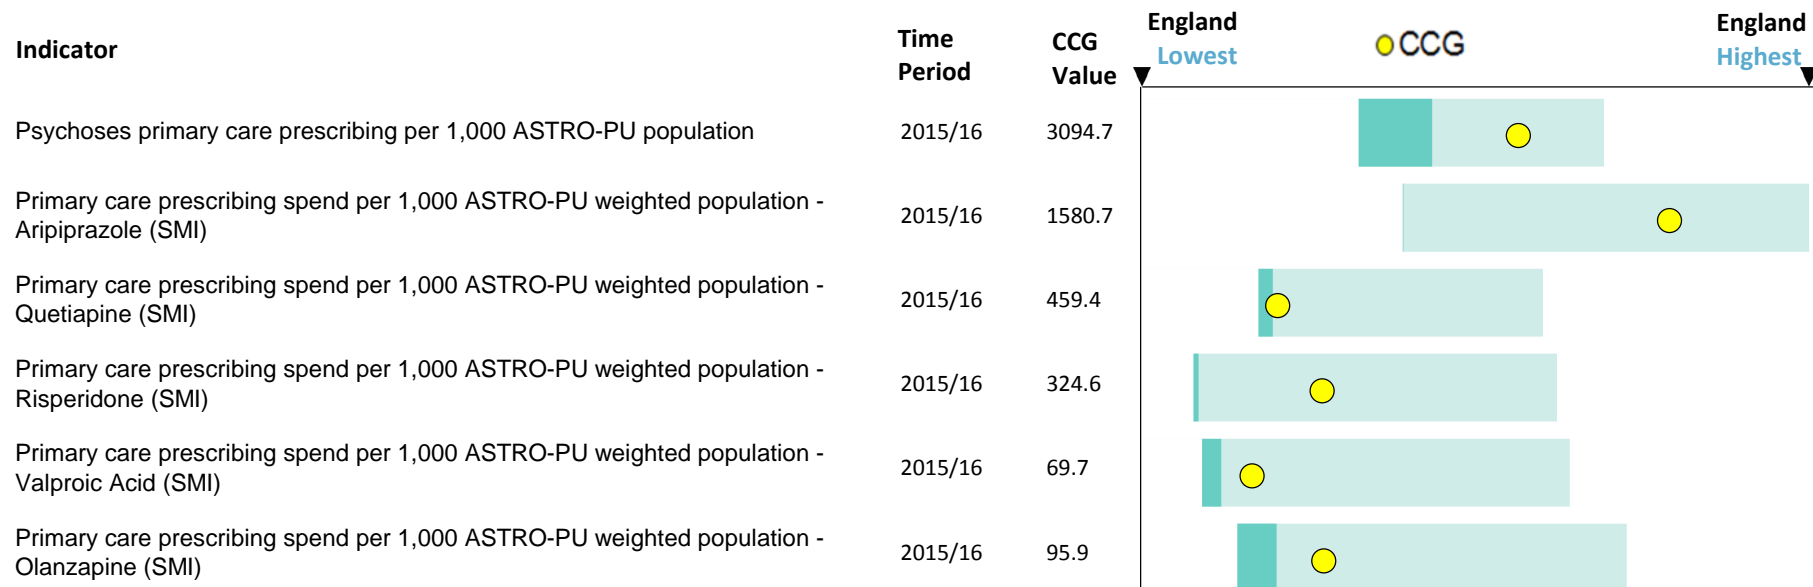 Indicator
Time Period
CCG Value
England Lowest
CCG
England Highest
Psychoses primary care prescribing per 1,000 ASTRO-PU population 2015/16 3094.7
Primary care prescribing spend per 1,000 ASTRO-PU weighted population -
Aripiprazole (SMI) 2015/16 1580.7
Primary care prescribing spend per 1,000 ASTRO-PU weighted population -
Quetiapine (SMI) 2015/16 459.4
Primary care prescribing spend per 1,000 ASTRO-PU weighted population -
Risperidone (SMI) 2015/16 324.6
Primary care prescribing spend per 1,000 ASTRO-PU weighted population -
Valproic Acid (SMI) 2015/16 69.7
Primary care prescribing spend per 1,000 ASTRO-PU weighted population -
Olanzapine (SMI) 2015/16 95.9